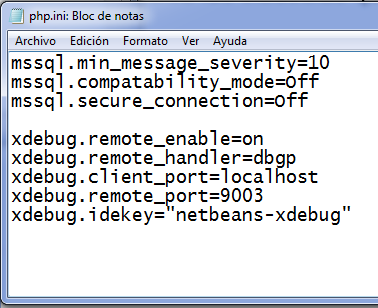 php.ini: Bloc de notas
Archivo Edición Formato Ver Ayuda
mssql.min_message_severity=10
mssql.compatability_mode=Off
mssql.secure_connection=Off
xdebug.remote_enable=on
xdebug.remote_handler=dbgp
xdebug.client_port=localhost
xdebug.remote_port=9003
xdebug.idekey="netbeans-xdebug"